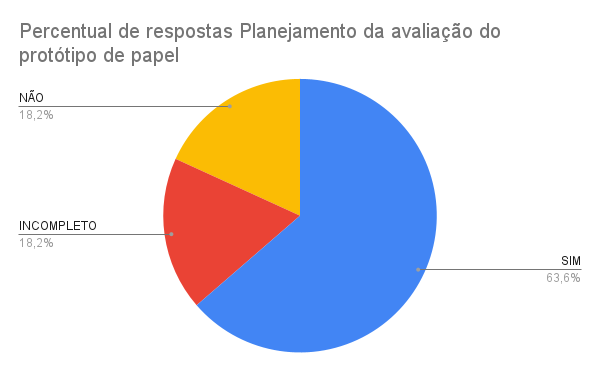 Percentual de respostas Planejamento da avaliação do
protótipo de papel
NÃO
18,2%
INCOMPLETO
18,2%
SIM
63,6%